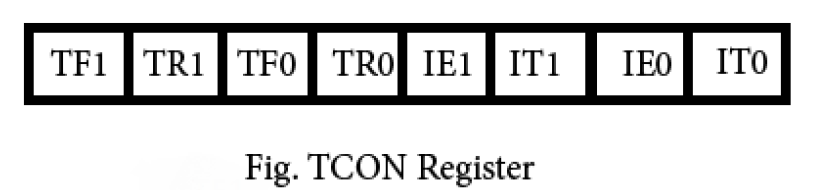 TF1 TR1 TF0 TR0 IE1 IT1 IE0 IT0
Fig. TCON Register